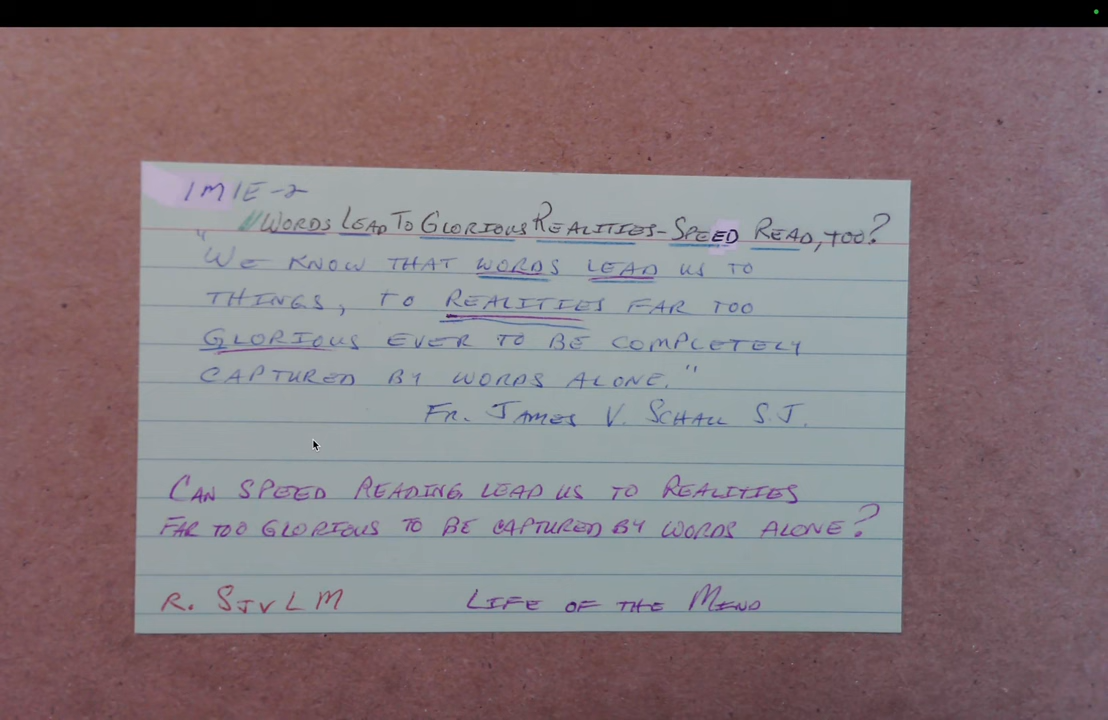 1M1E-2
"WORDS LEAD TO GLORIOUS REALITIES - SPEED READ, TOO?
"WE KNOW THAT WORDS LEAD US TO
THINGS, TO REALITIES FAR TOO
GLORIOUS EVER TO BE COMPLETELY
CAPTURED BY WORDS ALONE."
FR. JAMES V. SCHALL S.J.
CAN SPEED READING LEAD US TO REALITIES
FAR TOO GLORIOUS TO BE CAPTURED BY WORDS ALONE?
R. SJVLM LIFE OF THE MIND